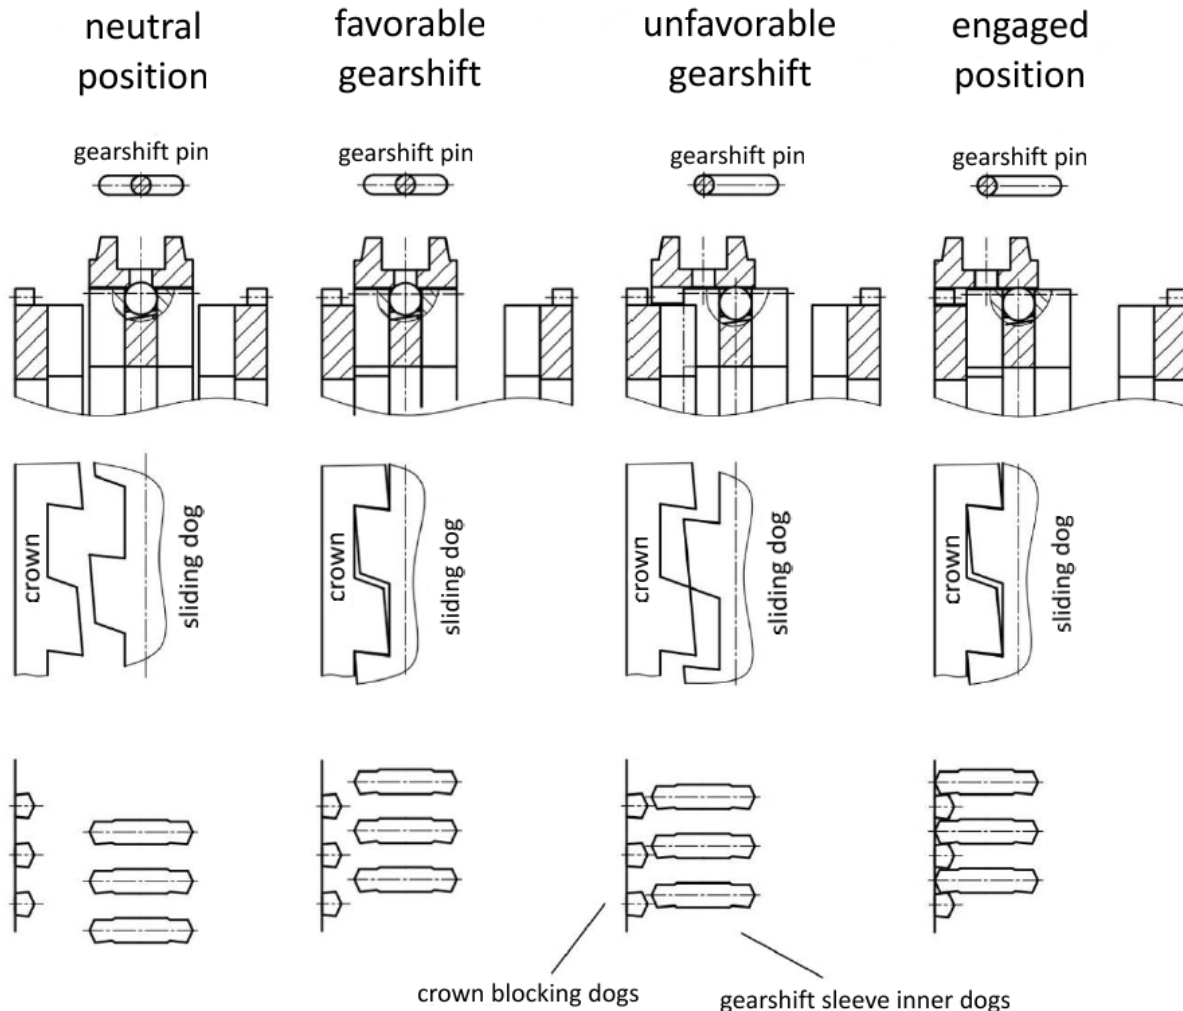 neutral
position
favorable
gearshift
unfavorable
gearshift
engaged
position
gearshift pin
gearshift pin
gearshift pin
gearshift pin
crown
sliding dog
crown
sliding dog
crown
sliding dog
crown
sliding dog
crown blocking dogs
gearshift sleeve inner dogs